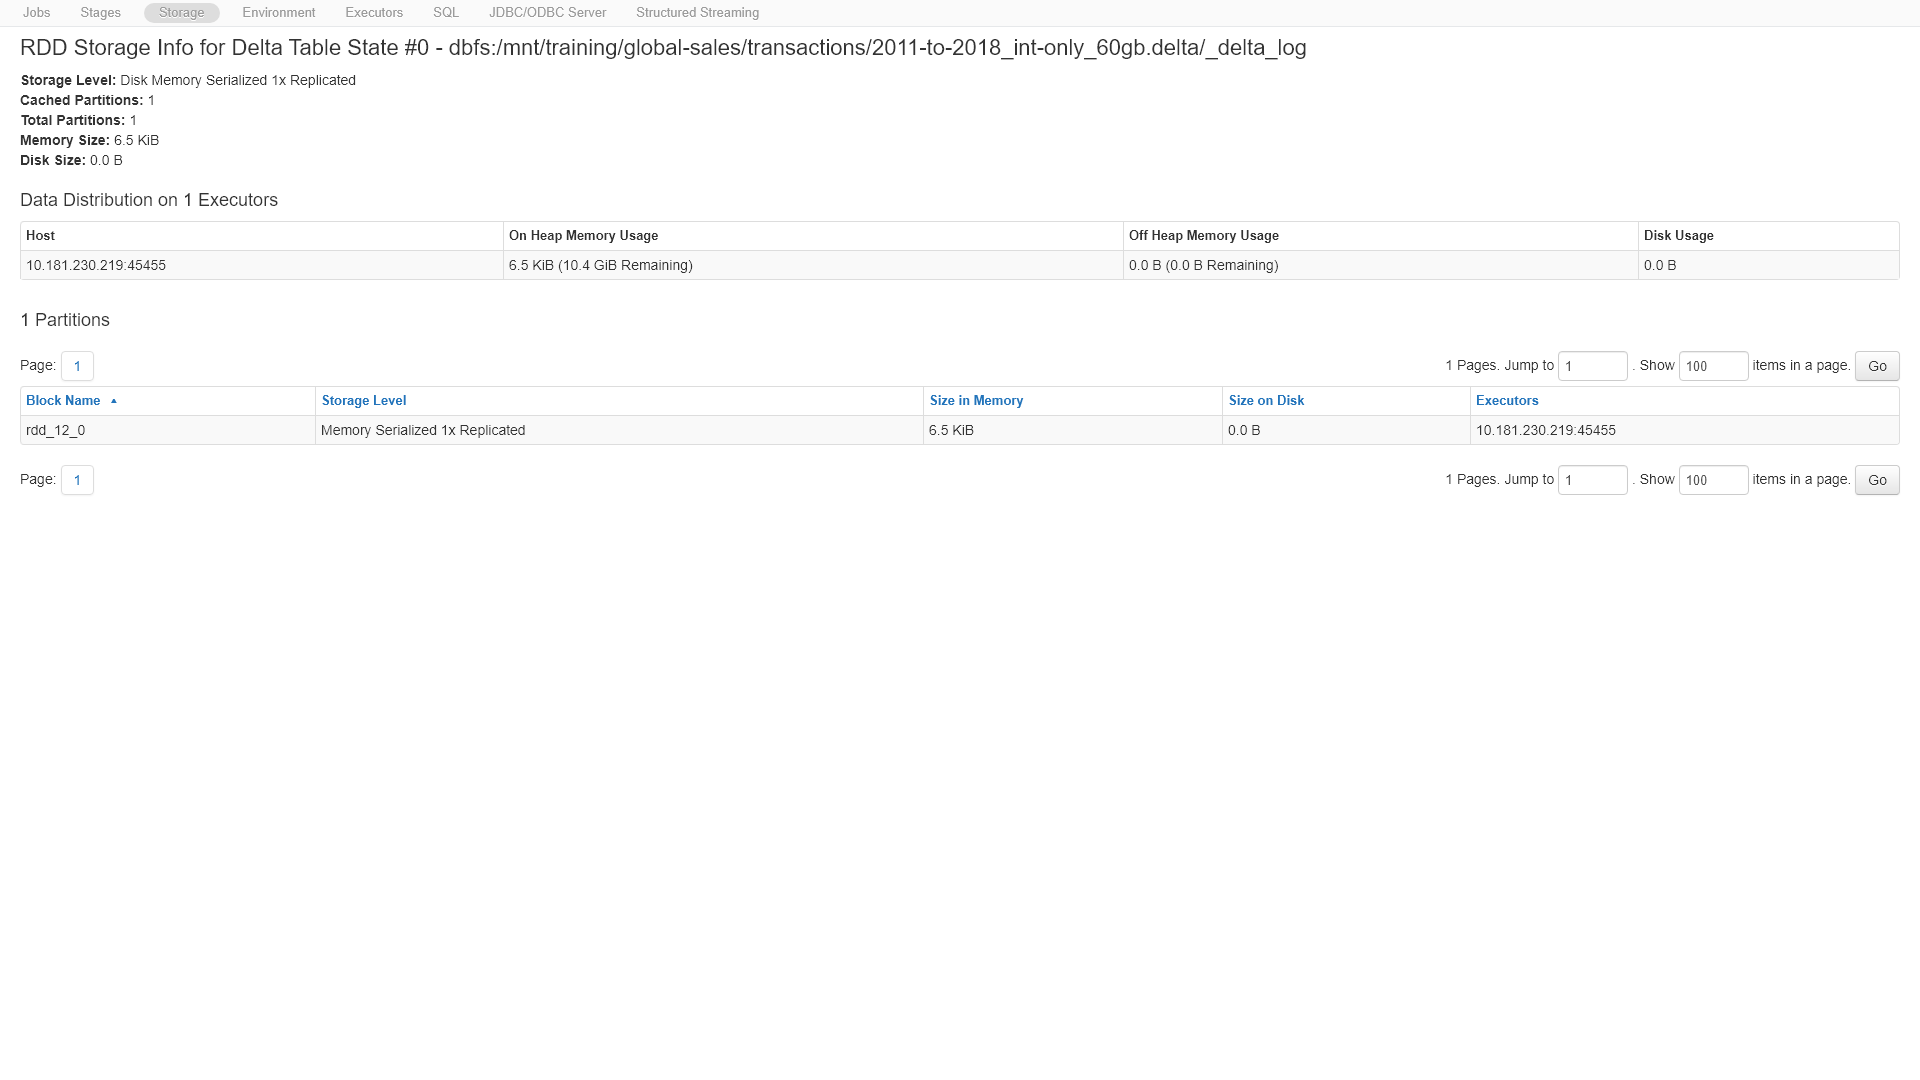 Jobs Stages Storage Environment Executors SQL JDBC/ODBC Server Structured Streaming
RDD Storage Info for Delta Table State #0 - dbfs:/mnt/training/global-sales/transactions/2011-to-2018_int-only_60gb.delta/_delta_log
Storage Level: Disk Memory Serialized 1x Replicated
Cached Partitions: 1
Total Partitions: 1
Memory Size: 6.5 KiB
Disk Size: 0.0 B
Data Distribution on 1 Executors
Host On Heap Memory Usage Off Heap Memory Usage Disk Usage
10.181.230.219:45455 6.5 KiB (10.4 GiB Remaining) 0.0 B (0.0 B Remaining) 0.0 B
1 Partitions
Page: 1 1 Pages. Jump to 1 . Show 100 items in a page. Go
Block Name ▴ Storage Level Size in Memory Size on Disk Executors
rdd_12_0 Memory Serialized 1x Replicated 6.5 KiB 0.0 B 10.181.230.219:45455
Page: 1 1 Pages. Jump to 1 . Show 100 items in a page. Go